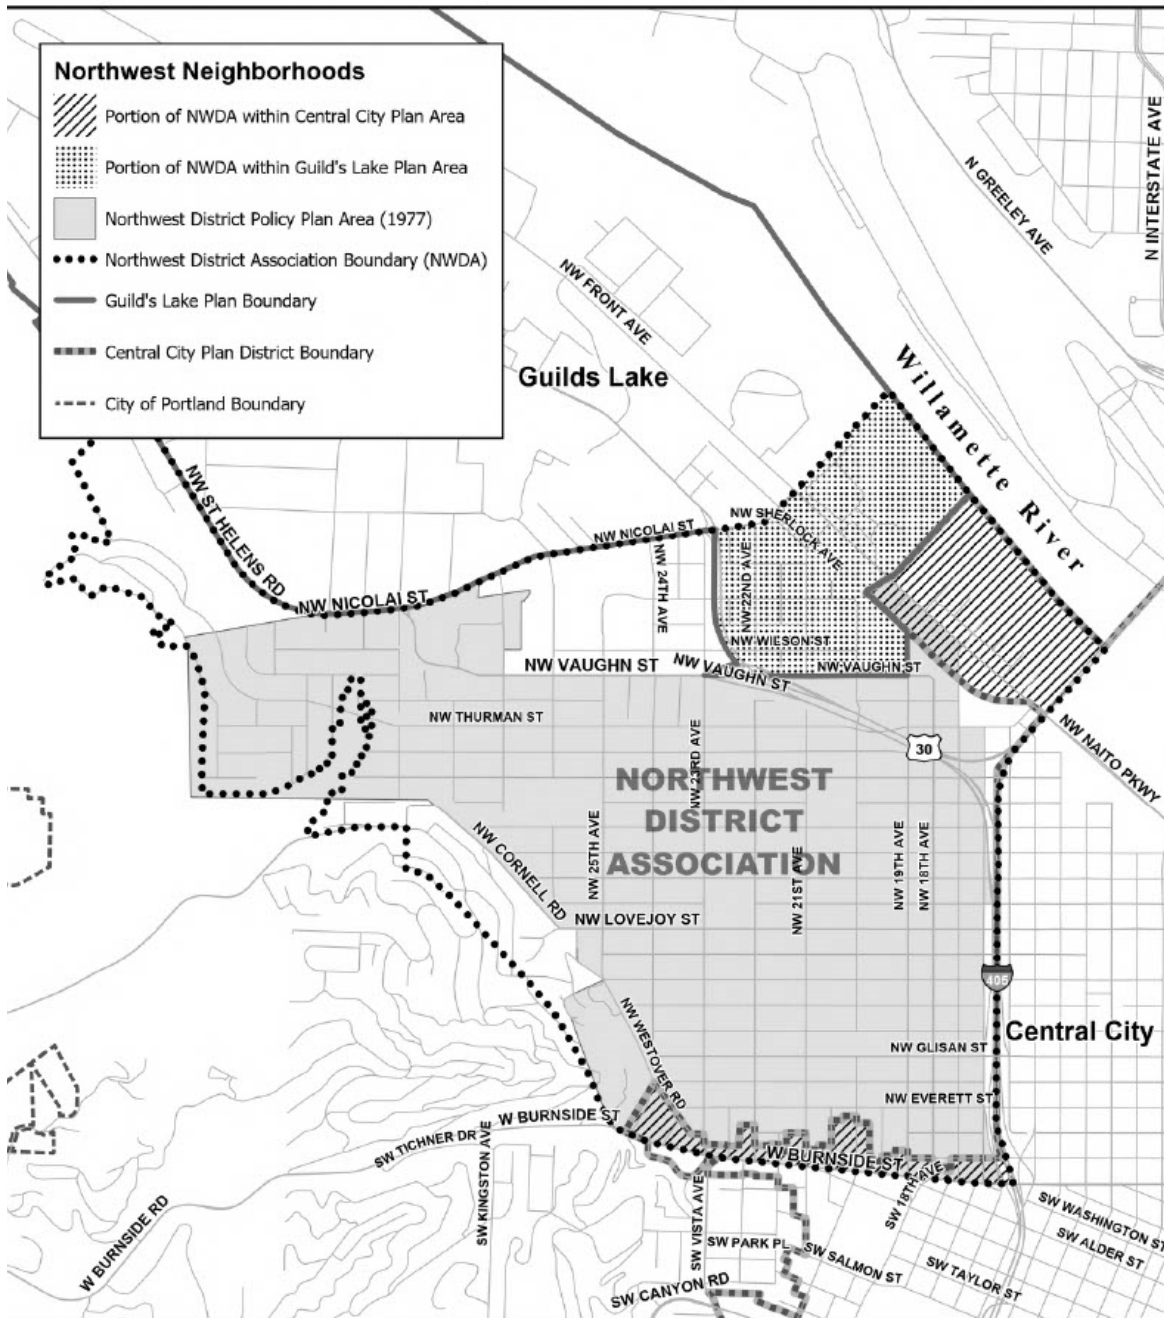 Northwest Neighborhoods
Portion of NWDA within Central City Plan Area
Portion of NWDA within Guild's Lake Plan Area
Northwest District Policy Plan Area (1977)
Northwest District Association Boundary (NWDA)
Guild's Lake Plan Boundary
Central City Plan District Boundary
City of Portland Boundary
N INTERSTATE AVE
N GREELEY AVE
NW FRONT AVE
Guilds Lake
Willamette River
NW ST HELENS RD
NW NICOLAI ST
NW SHERLOCK AVE
NW 24TH AVE
NW 22ND AVE
NW NICOLAI ST
NW WILSON ST
NW VAUGHN ST
NW VAUGHN ST
NW VAUGHN ST
NW THURMAN ST
NW 23RD AVE
30
NW NAITO PKWY
NORTHWEST
DISTRICT
ASSOCIATION
NW CORNELL RD
NW 25TH AVE
NW 21ST AVE
NW 19TH AVE
NW 18TH AVE
NW LOVEJOY ST
405
NW WESTOVER RD
Central City
NW GLISAN ST
NW EVERETT ST
W BURNSIDE ST
SW TICHNER DR
W BURNSIDE ST
SW KINGSTON AVE
SW VISTA AVE
SW 18TH AVE
W BURNSIDE RD
SW WASHINGTON ST
SW ALDER ST
SW PARK PL
SW SALMON ST
SW TAYLOR ST
SW CANYON RD